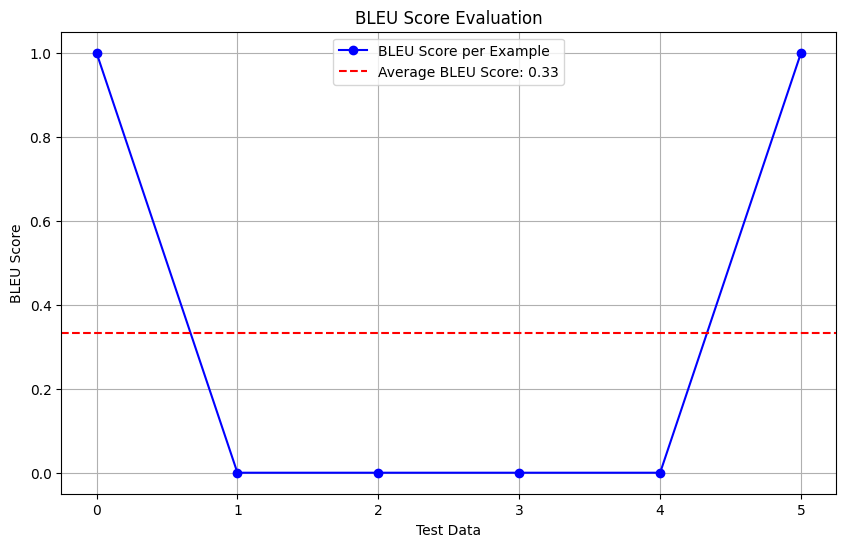 BLEU Score Evaluation
BLEU Score per Example
Average BLEU Score: 0.33
BLEU Score
1.0
0.8
0.6
0.4
0.2
0.0
0 1 2 3 4 5
Test Data